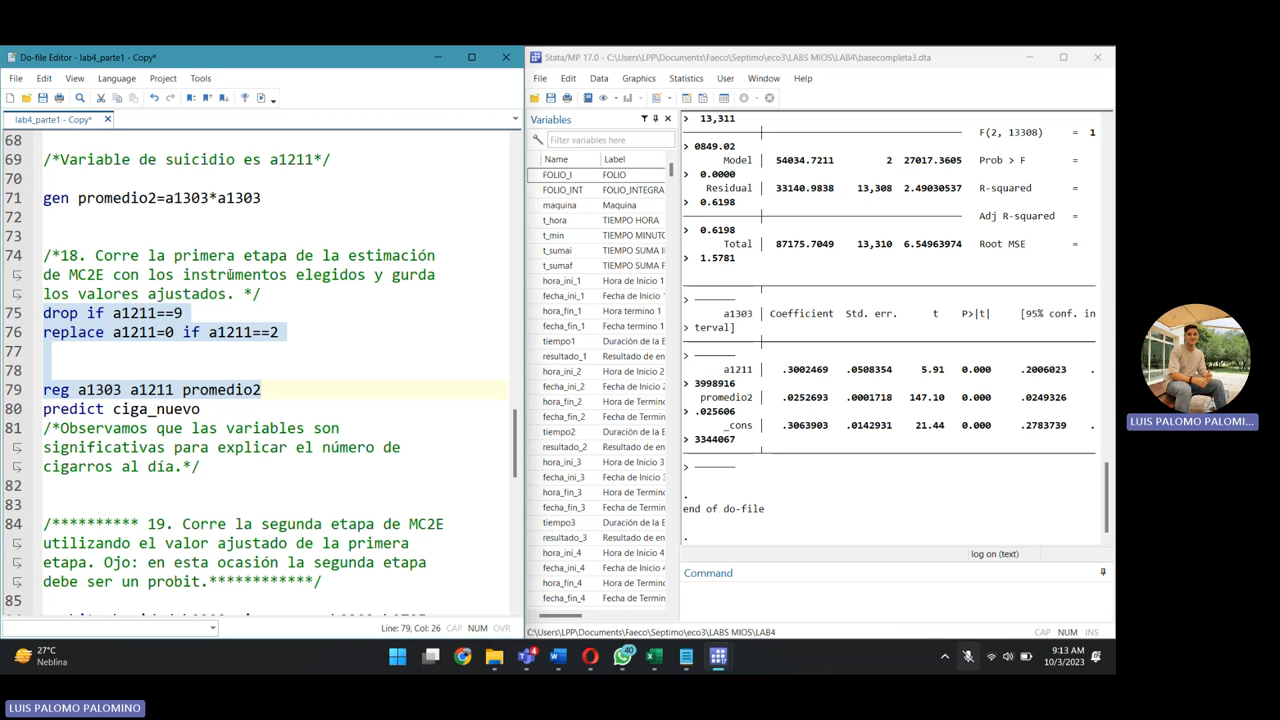 Do-file Editor - lab4_parte1 - Copy*
File Edit View Language Project Tools
lab4_parte1 - Copy*
68
69 /*Variable de suicidio es a1211*/
70
71 gen promedio2=a1303*a1303
72
73
74 /*18. Corre la primera etapa de la estimación
de MC2E con los instrumentos elegidos y gurda
los valores ajustados. */
75 drop if a1211==9
76 replace a1211=0 if a1211==2
77
78
79 reg a1303 a1211 promedio2
80 predict ciga_nuevo
81 /*Observamos que las variables son
significativas para explicar el número de
cigarros al día.*/
82
83
84 /********** 19. Corre la segunda etapa de MC2E
utilizando el valor ajustado de la primera
etapa. Ojo: en esta ocasión la segunda etapa
debe ser un probit.************/
85
Line: 79, Col: 26 CAP NUM OVR
Stata/MP 17.0 - C:\Users\LPP\Documents\Faeco\Septimo\eco3\LABS MIOS\LAB4\basecompleta3.dta
File Edit Data Graphics Statistics User Window Help
Variables
Filter variables here
Name Label
FOLIO_I FOLIO
FOLIO_INT FOLIO_INTEGRA
maquina Maquina
t_hora TIEMPO HORA
t_min TIEMPO MINUTO
t_sumai TIEMPO SUMA I
t_sumaf TIEMPO SUMA F
hora_ini_1 Hora de Inicio 1
fecha_ini_1 Fecha de Inicio 1
hora_fin_1 Hora termino 1
fecha_fin_1 Fecha termino 1
tiempo1 Duración de la E
resultado_1 Resultado de en
hora_ini_2 Hora de Inicio 2
fecha_ini_2 Fecha de Inicio 2
hora_fin_2 Hora de Termino
fecha_fin_2 Fecha de Termin
tiempo2 Duración de la E
resultado_2 Resultado de en
hora_ini_3 Hora de Inicio 3
fecha_ini_3 Fecha de Inicio 3
hora_fin_3 Hora de Termino
fecha_fin_3 Fecha de Termin
tiempo3 Duración de la E
resultado_3 Resultado de en
hora_ini_4 Hora de Inicio 4
fecha_ini_4 Fecha de Inicio 4
hora_fin_4 Hora de Termino
fecha_fin_4 Fecha de Termin
> 13,311
F(2, 13308) = 1
> 0849.02
Model 54034.7211 2 27017.3605 Prob > F =
> 0.0000
Residual 33140.9838 13,308 2.49030537 R-squared =
> 0.6198
Adj R-squared =
> 0.6198
Total 87175.7049 13,310 6.54963974 Root MSE =
> 1.5781
a1303 Coefficient Std. err. t P>|t| [95% conf. in
> terval]
a1211 .3002469 .0508354 5.91 0.000 .2006023 .
> 3998916
promedio2 .0252693 .0001718 147.10 0.000 .0249326
> .025606
_cons .3063903 .0142931 21.44 0.000 .2783739 .
> 3344067
.
end of do-file
.
log on (text)
Command
C:\Users\LPP\Documents\Faeco\Septimo\eco3\LABS MIOS\LAB4
CAP NUM INS
27°C
Neblina
4
40
9:13 AM
10/3/2023
LUIS PALOMO PALOMI...
LUIS PALOMO PALOMINO